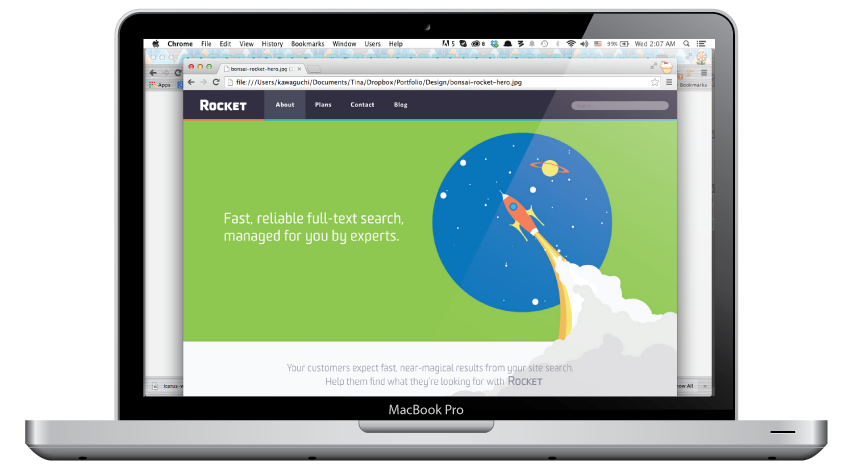 Chrome File Edit View History Bookmarks Window Users Help
5 8 99% Wed 2:07 AM
bonsai-rocket-hero.jpg
Apps
file:///Users/kawaguchi/Documents/Tina/Dropbox/Portfolio/Design/bonsai-rocket-hero.jpg
Bookmarks
ROCKET About Plans Contact Blog
Fast, reliable full-text search,
managed for you by experts.
Your customers expect fast, near-magical results from your site search.
Help them find what they're looking for with ROCKET
MacBook Pro